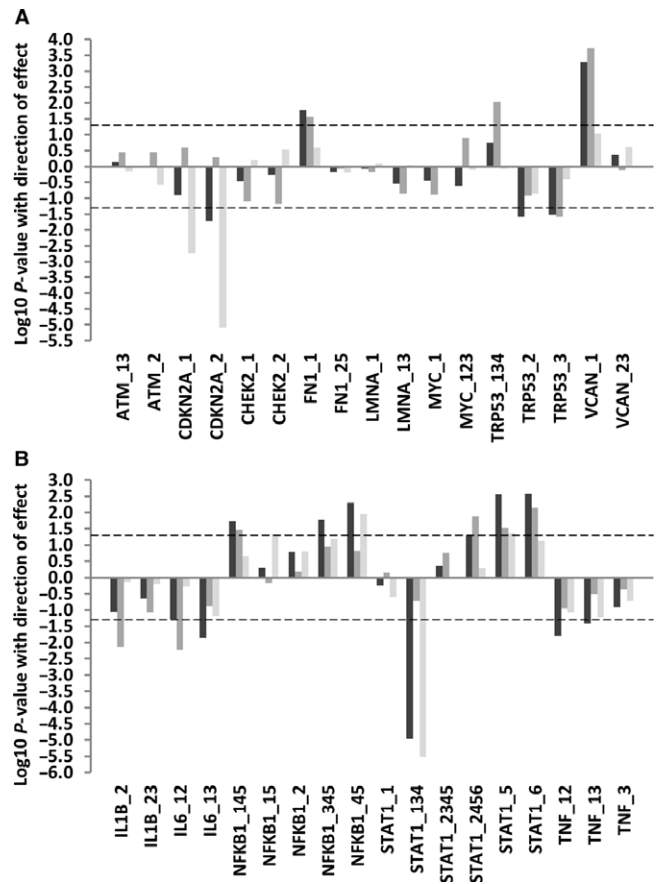 A
Log10 P-value with direction of effect
4.0
3.5
3.0
2.5
2.0
1.5
1.0
0.5
0.0
−0.5
−1.0
−1.5
−2.0
−2.5
−3.0
−3.5
−4.0
−4.5
−5.0
−5.5
ATM_13
ATM_2
CDKN2A_1
CDKN2A_2
CHEK2_1
CHEK2_2
FN1_1
FN1_25
LMNA_1
LMNA_13
MYC_1
MYC_123
TRP53_134
TRP53_2
TRP53_3
VCAN_1
VCAN_23
B
Log10 P-value with direction of effect
3.0
2.5
2.0
1.5
1.0
0.5
0.0
−0.5
−1.0
−1.5
−2.0
−2.5
−3.0
−3.5
−4.0
−4.5
−5.0
−5.5
−6.0
IL1B_2
IL1B_23
IL6_12
IL6_13
NFKB1_145
NFKB1_15
NFKB1_2
NFKB1_345
NFKB1_45
STAT1_1
STAT1_134
STAT1_2345
STAT1_2456
STAT1_5
STAT1_6
TNF_12
TNF_13
TNF_3